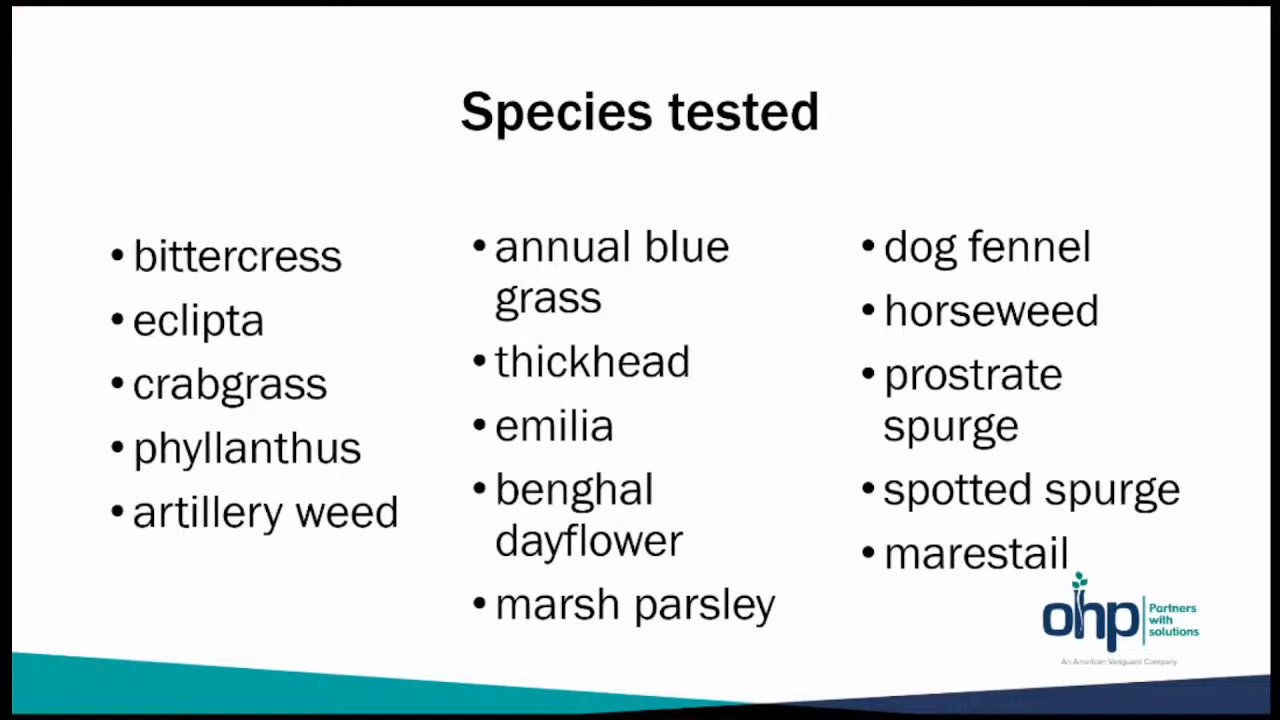 Species tested
• bittercress
• eclipta
• crabgrass
• phyllanthus
• artillery weed
• annual blue
grass
• thickhead
• emilia
• benghal
dayflower
• marsh parsley
• dog fennel
• horseweed
• prostrate
spurge
• spotted spurge
• marestail
ohp
Partners
with
solutions
An American Vanguard Company